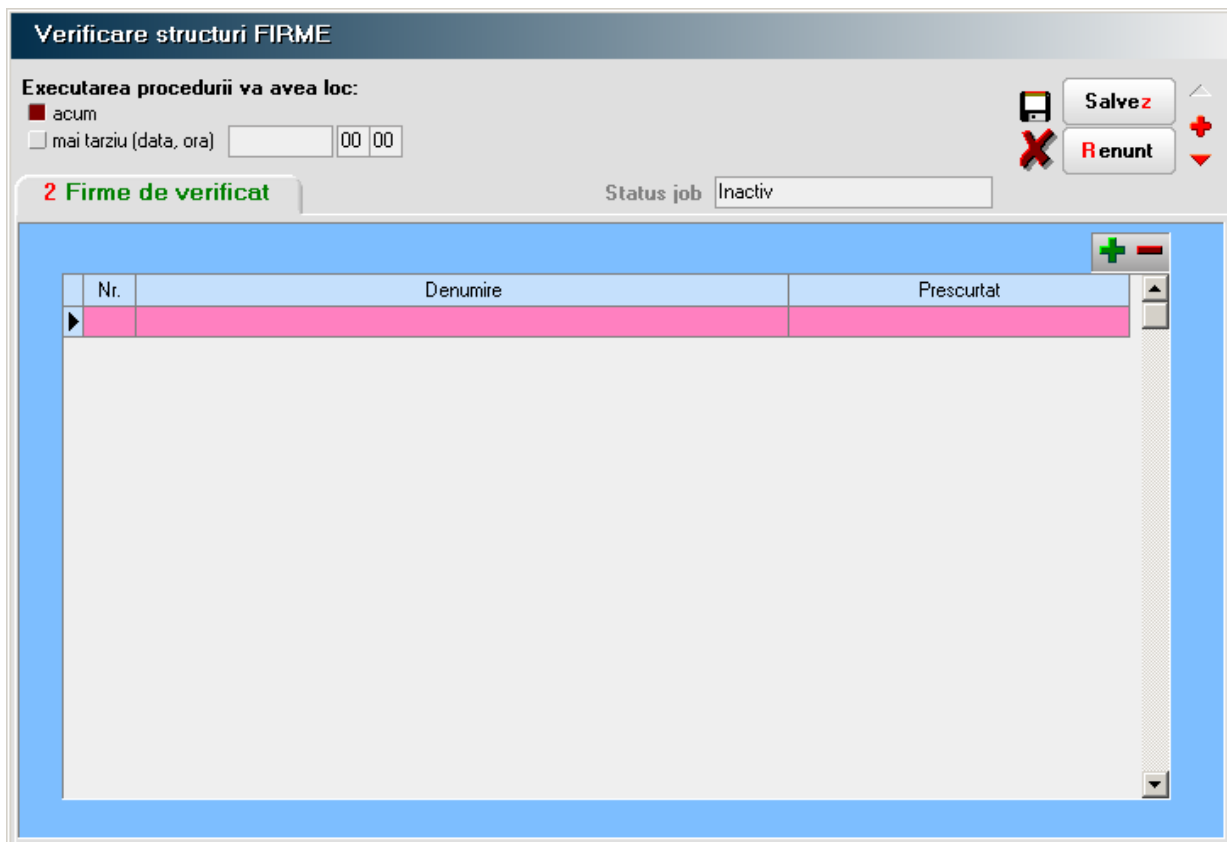 Verificare structuri FIRME
Executarea procedurii va avea loc:
acum
mai tarziu (data, ora) 00 00
Salvez
Renunt
2 Firme de verificat
Status job Inactiv
Nr. Denumire Prescurtat